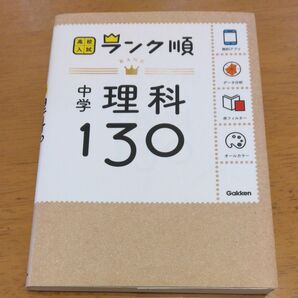 高校入試
ランク順
RANK
中学
理科
130
無料アプリ
データ分析
赤フィルター
オールカラー
Gakken